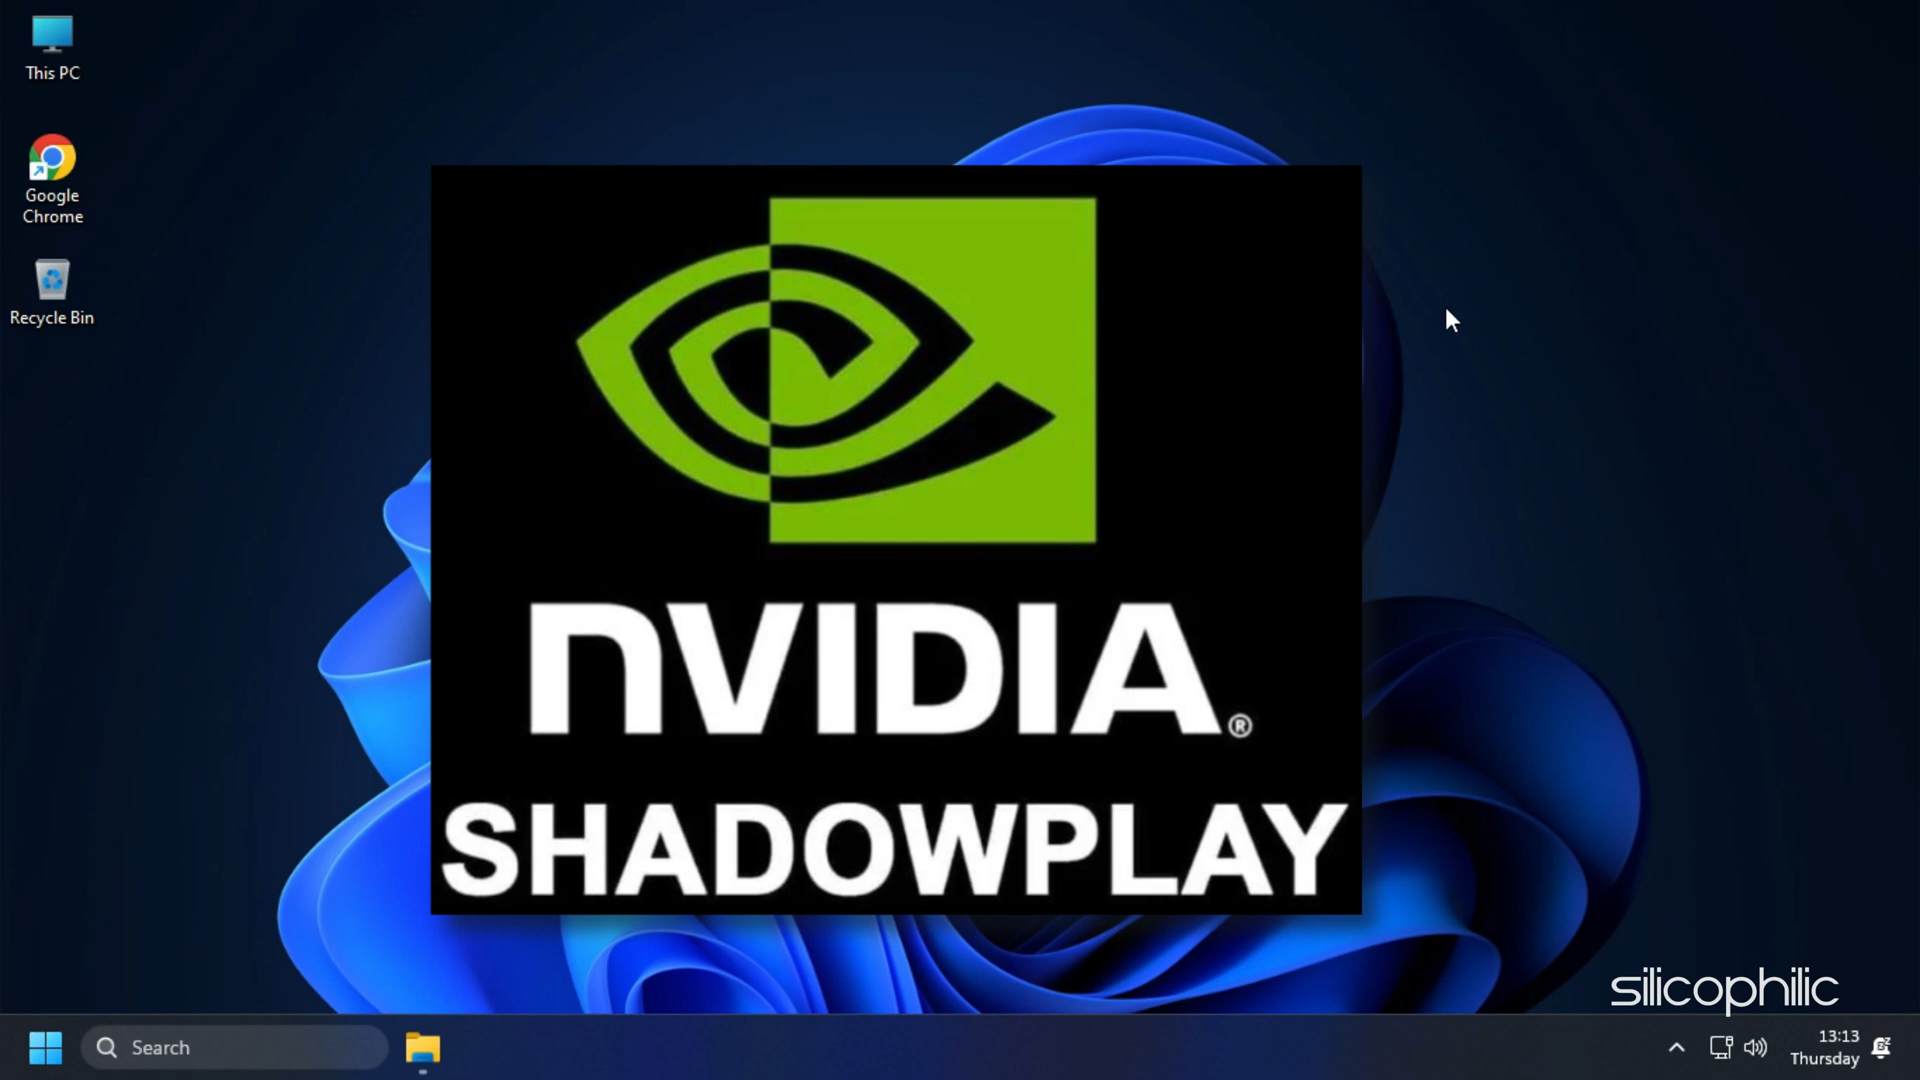 This PC
Google
Chrome
Recycle Bin
nVIDIA®
SHADOWPLAY
silicophilic
Search
13:13
Thursday